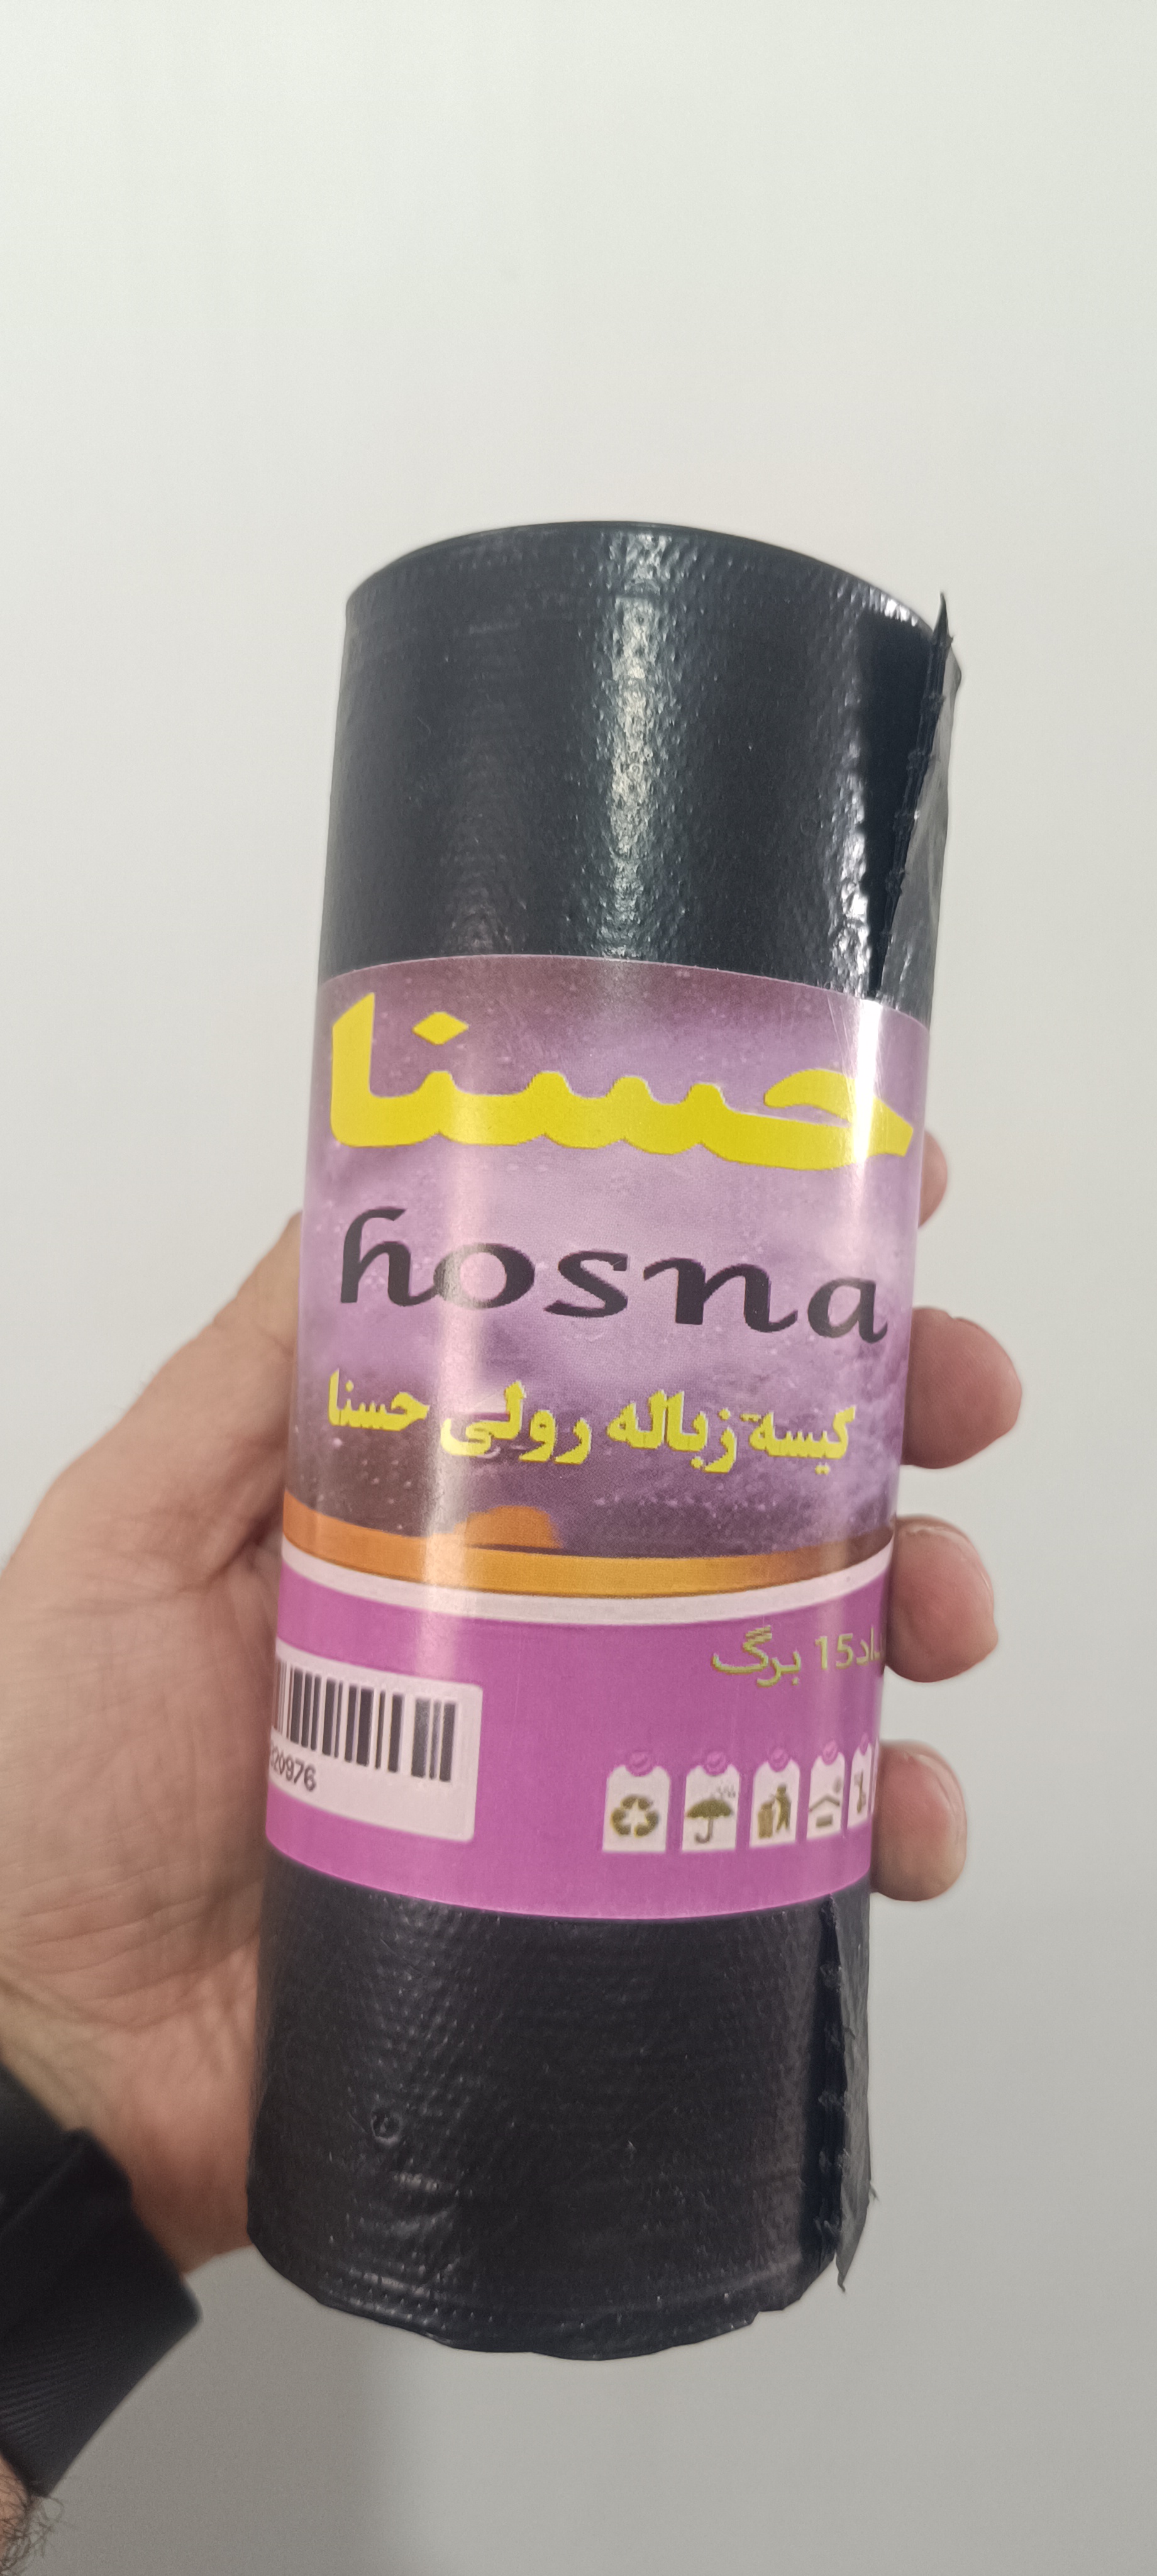 حسنا
hosna
کیسه زباله رولی حسنا
15 برگ
20976